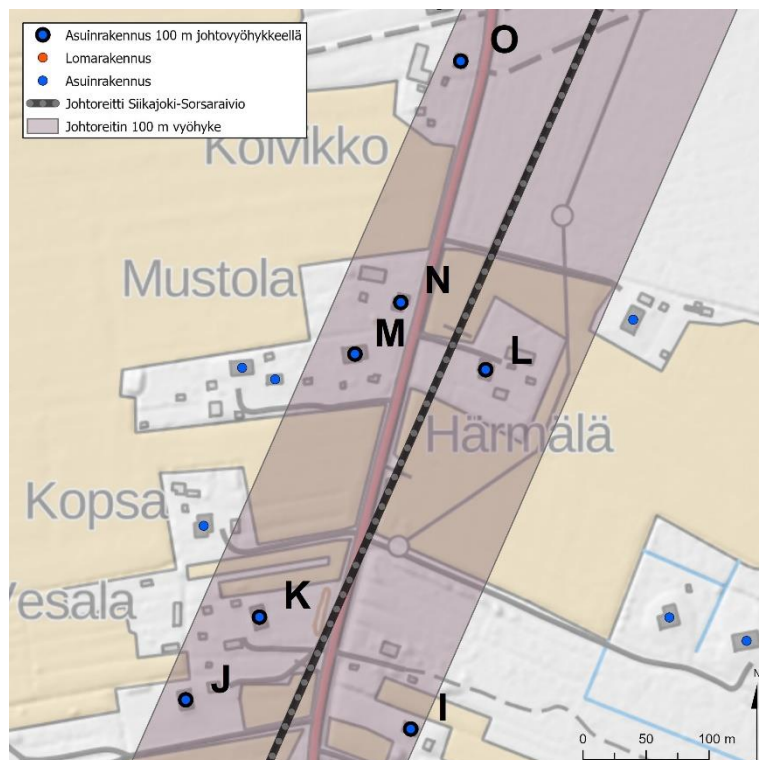 Asuinrakennus 100 m johtovyöhykkeellä
Lomarakennus
Asuinrakennus
Johtoreitti Siikajoki-Sorsaraivio
Johtoreitin 100 m vyöhyke
O
Koivikko
Mustola
N
M
L
Härmälä
Kopsa
K
Vesala
J
I
N
0 50 100 m